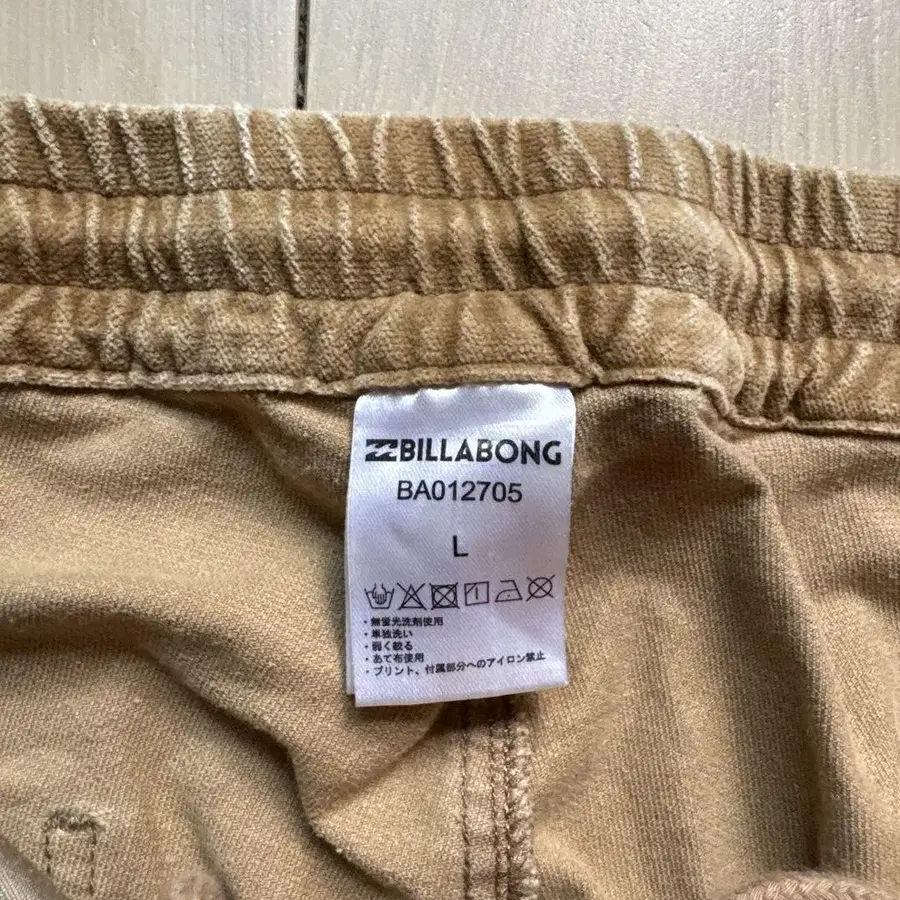 BILLABONG
BA012705
L
・無蛍光洗剤使用
・単独洗い
・弱く絞る
・あて布使用
・プリント、付属部分へのアイロン禁止